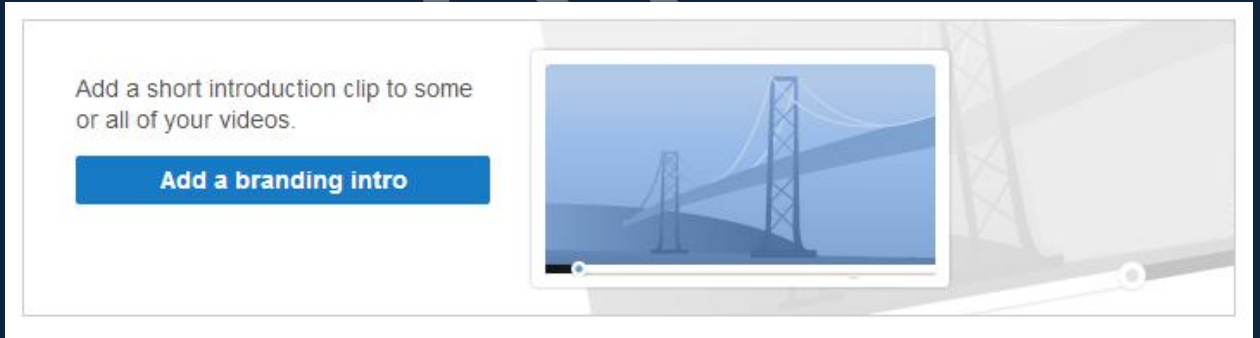 Add a short introduction clip to some
or all of your videos.
Add a branding intro